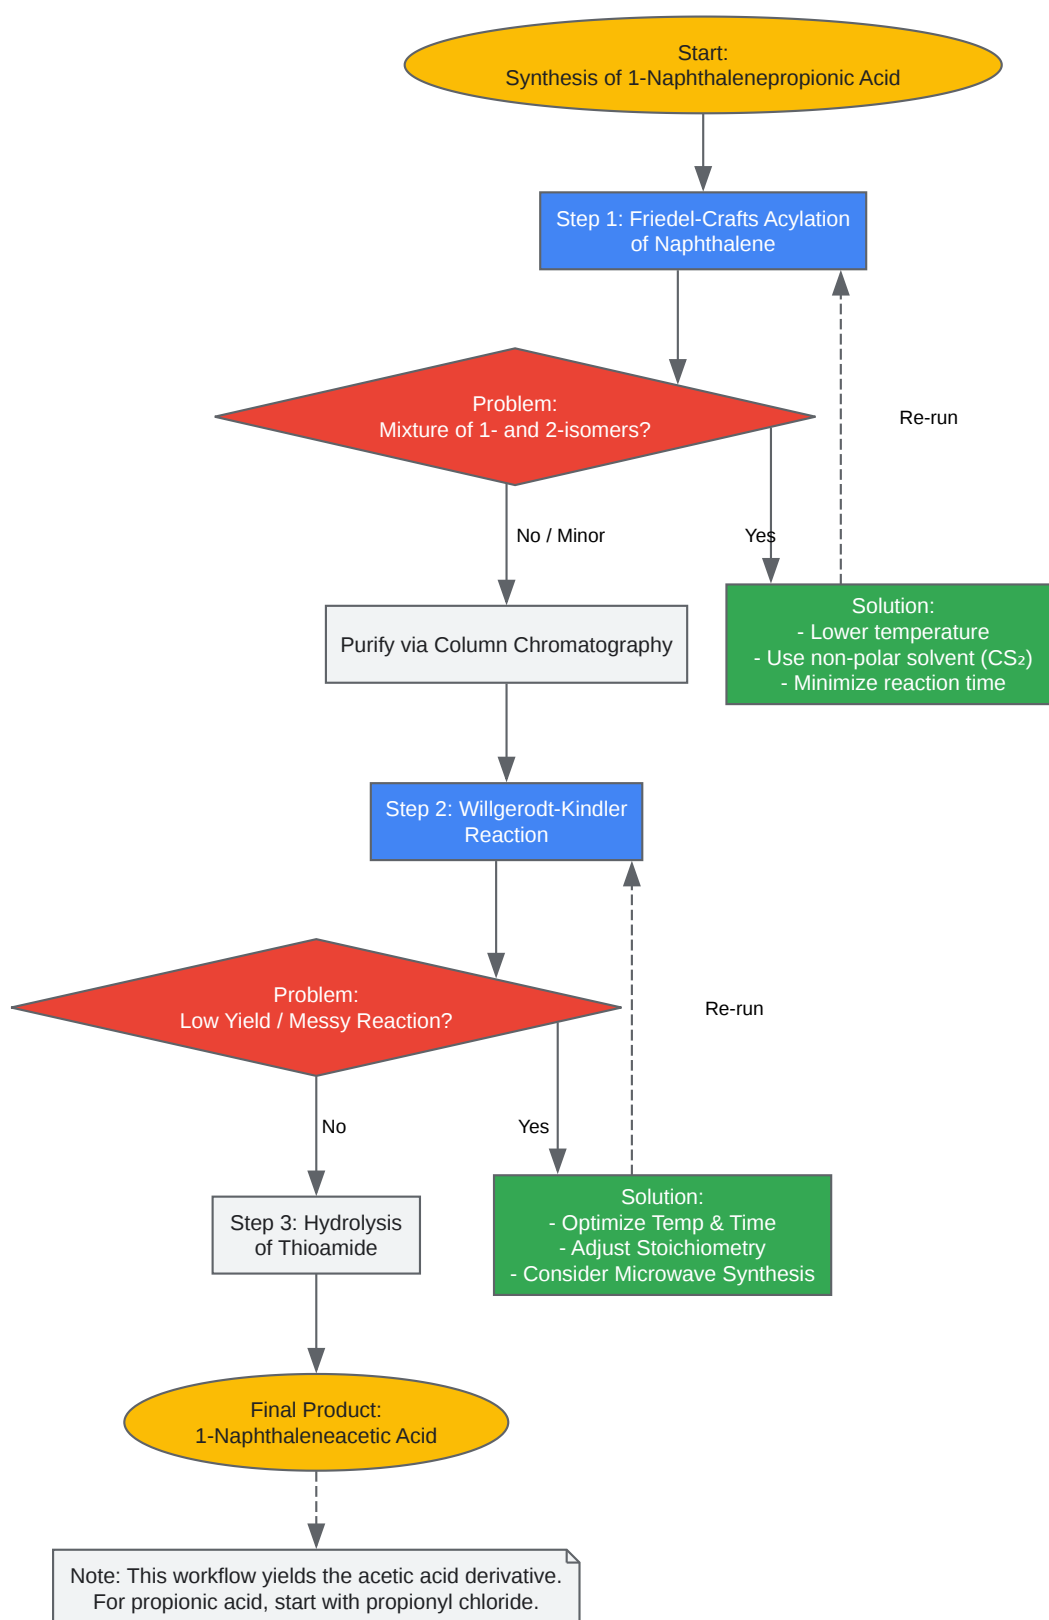 Start:
Synthesis of 1-Naphthalenepropionic Acid
Step 1: Friedel-Crafts Acylation
of Naphthalene
Problem:
Mixture of 1- and 2-isomers?
Re-run
No / Minor
Yes
Solution:
- Lower temperature
- Use non-polar solvent (CS₂)
- Minimize reaction time
Purify via Column Chromatography
Step 2: Willgerodt-Kindler
Reaction
Problem:
Low Yield / Messy Reaction?
Re-run
No
Yes
Solution:
- Optimize Temp & Time
- Adjust Stoichiometry
- Consider Microwave Synthesis
Step 3: Hydrolysis
of Thioamide
Final Product:
1-Naphthaleneacetic Acid
Note: This workflow yields the acetic acid derivative.
For propionic acid, start with propionyl chloride.